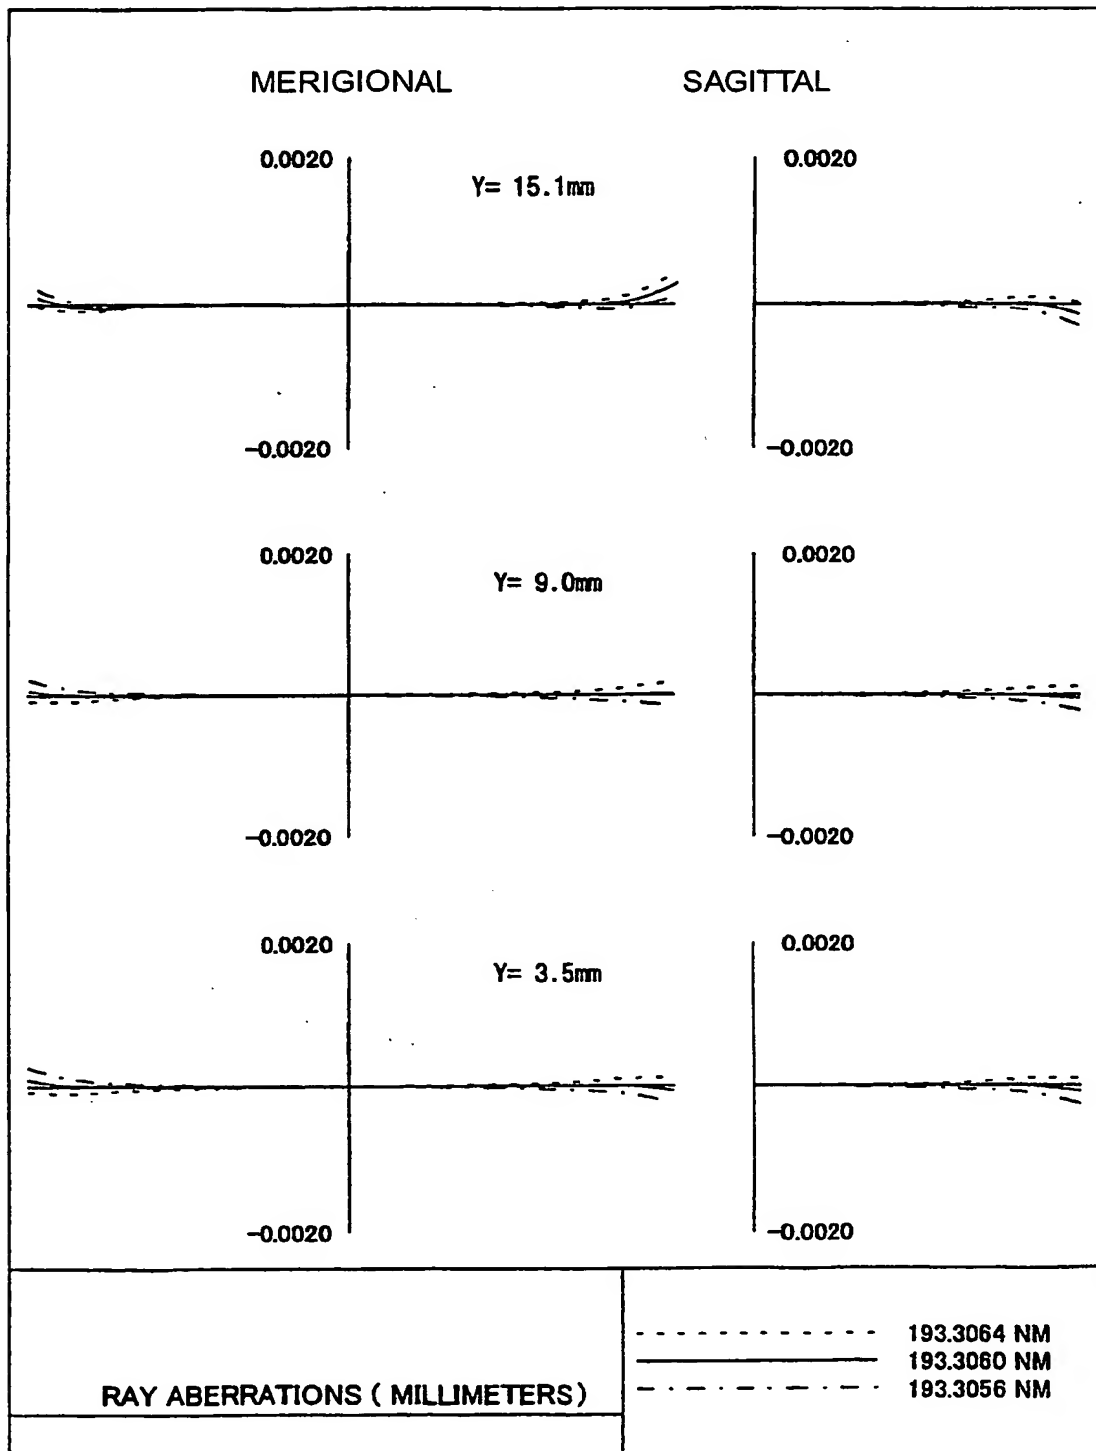 MERIGIONAL SAGITTAL
0.0020 0.0020
Y= 15.1mm
-0.0020 -0.0020
0.0020 0.0020
Y= 9.0mm
-0.0020 -0.0020
0.0020 0.0020
Y= 3.5mm
-0.0020 -0.0020
193.3064 NM
193.3060 NM
193.3056 NM
RAY ABERRATIONS ( MILLIMETERS )